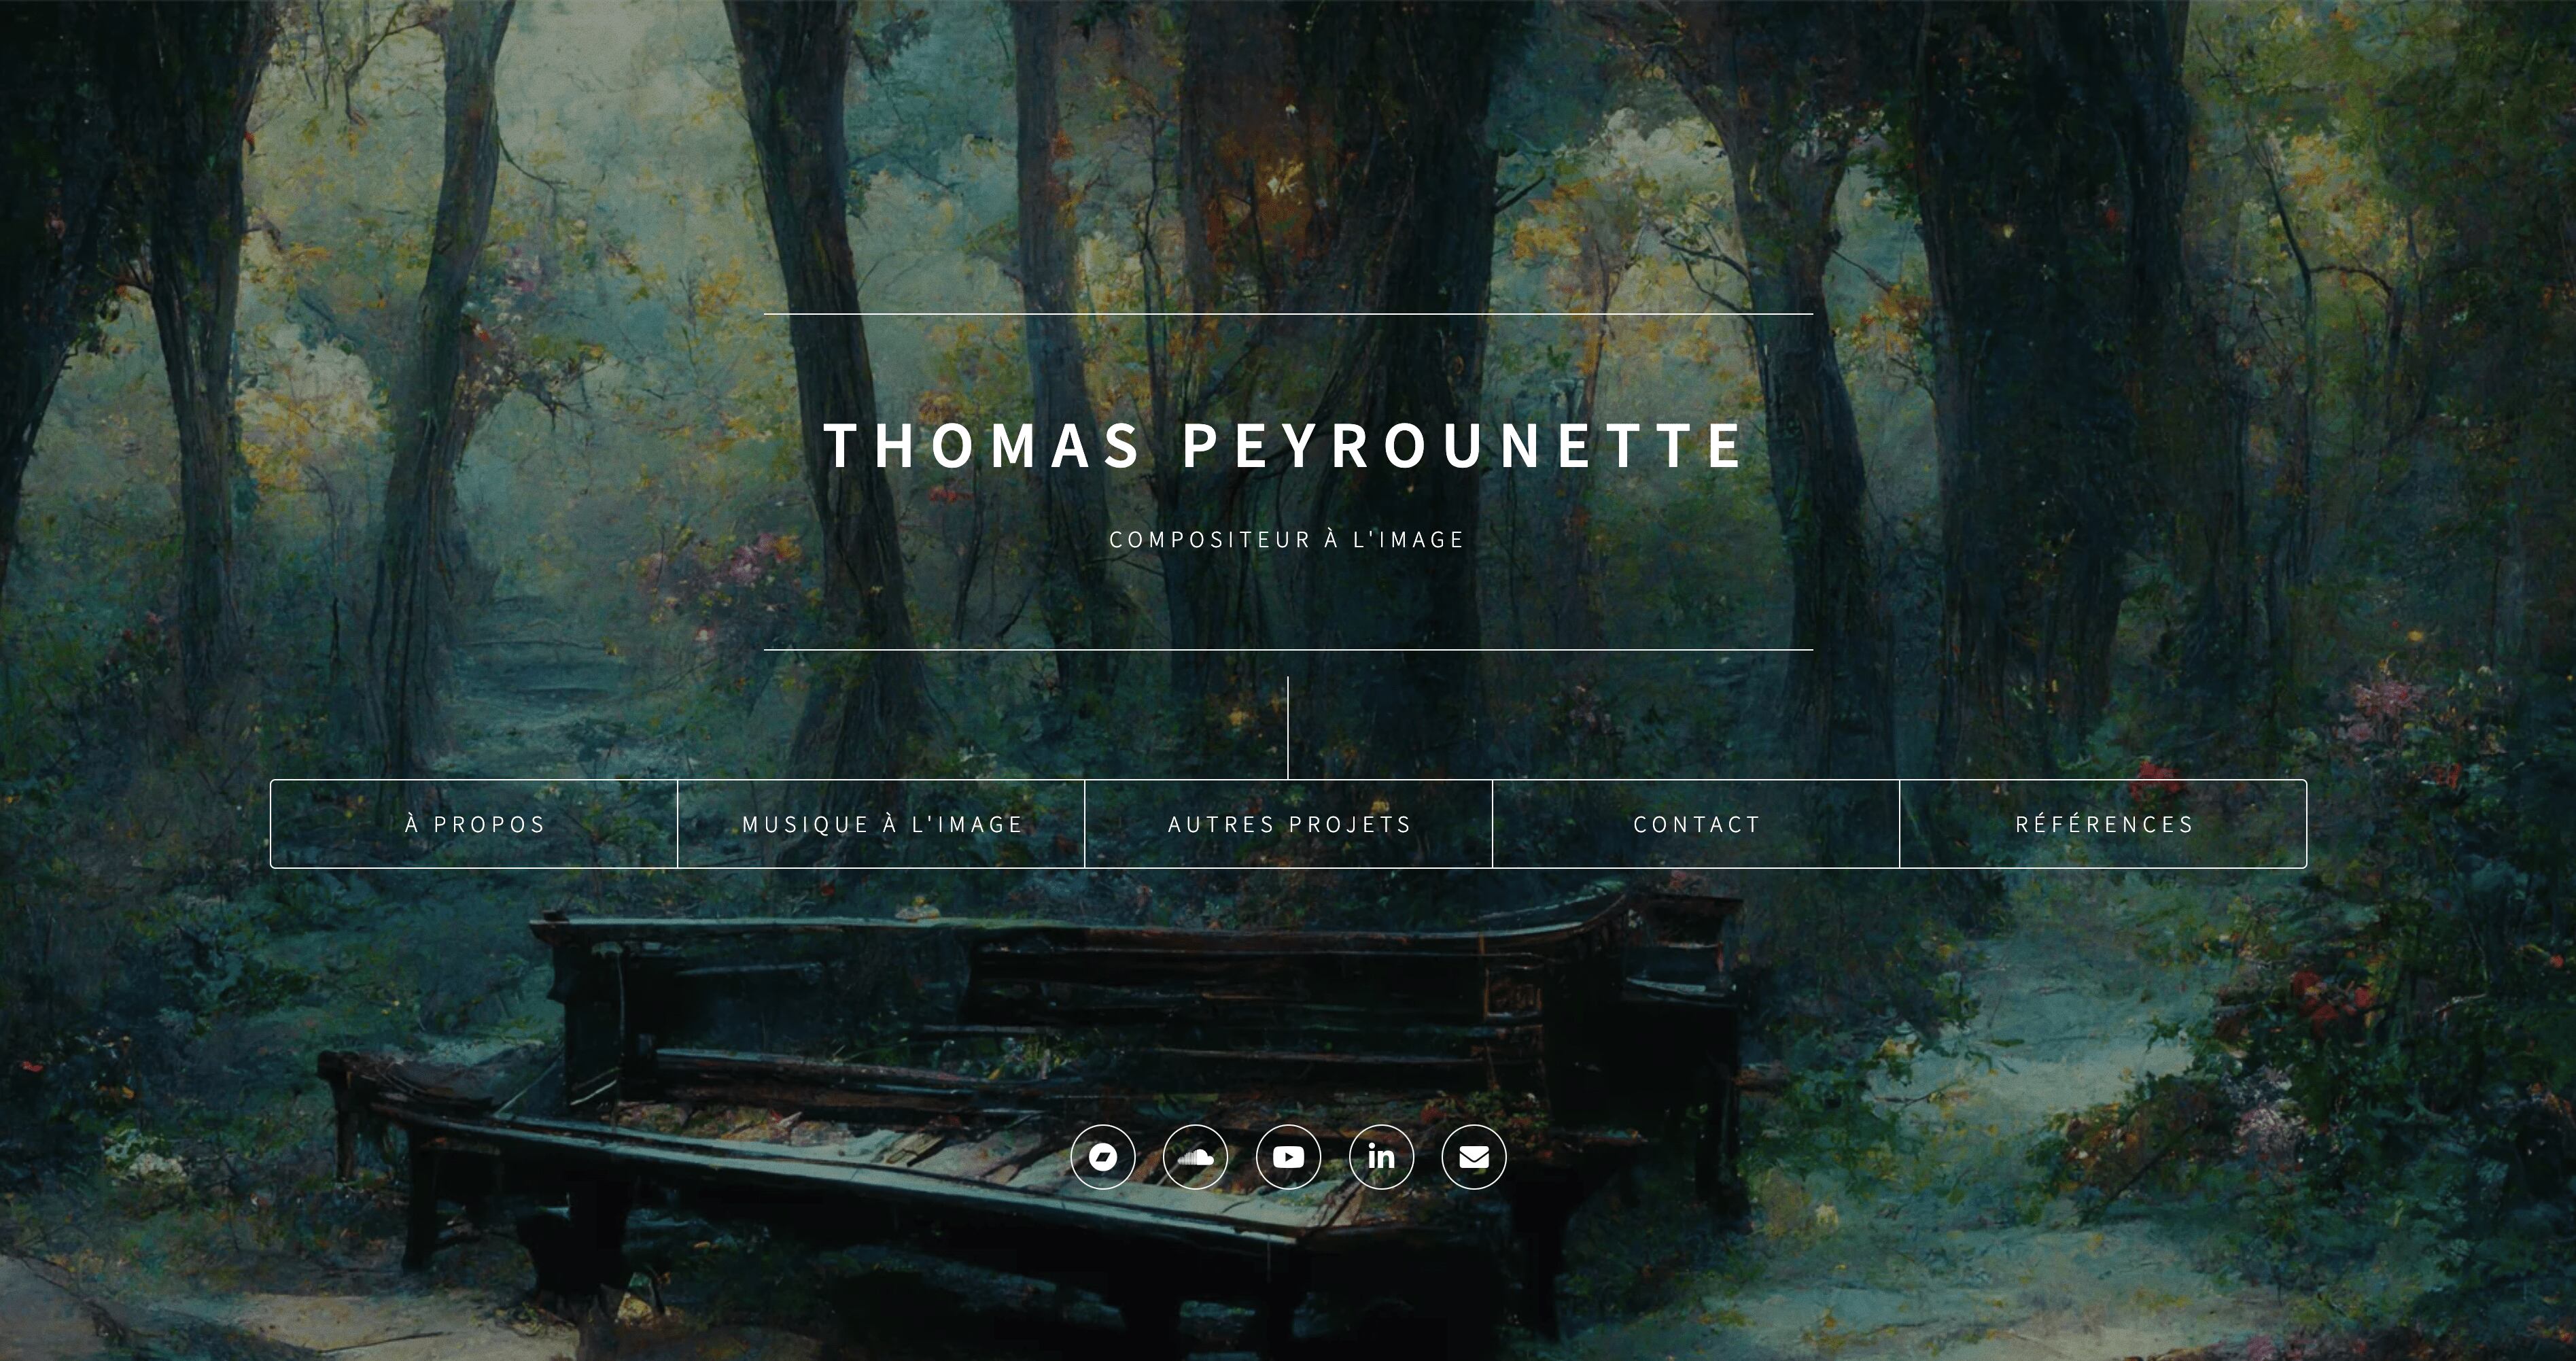 THOMAS PEYROUNETTE
COMPOSITEUR À L'IMAGE
À PROPOS
MUSIQUE À L'IMAGE
AUTRES PROJETS
CONTACT
RÉFÉRENCES
in